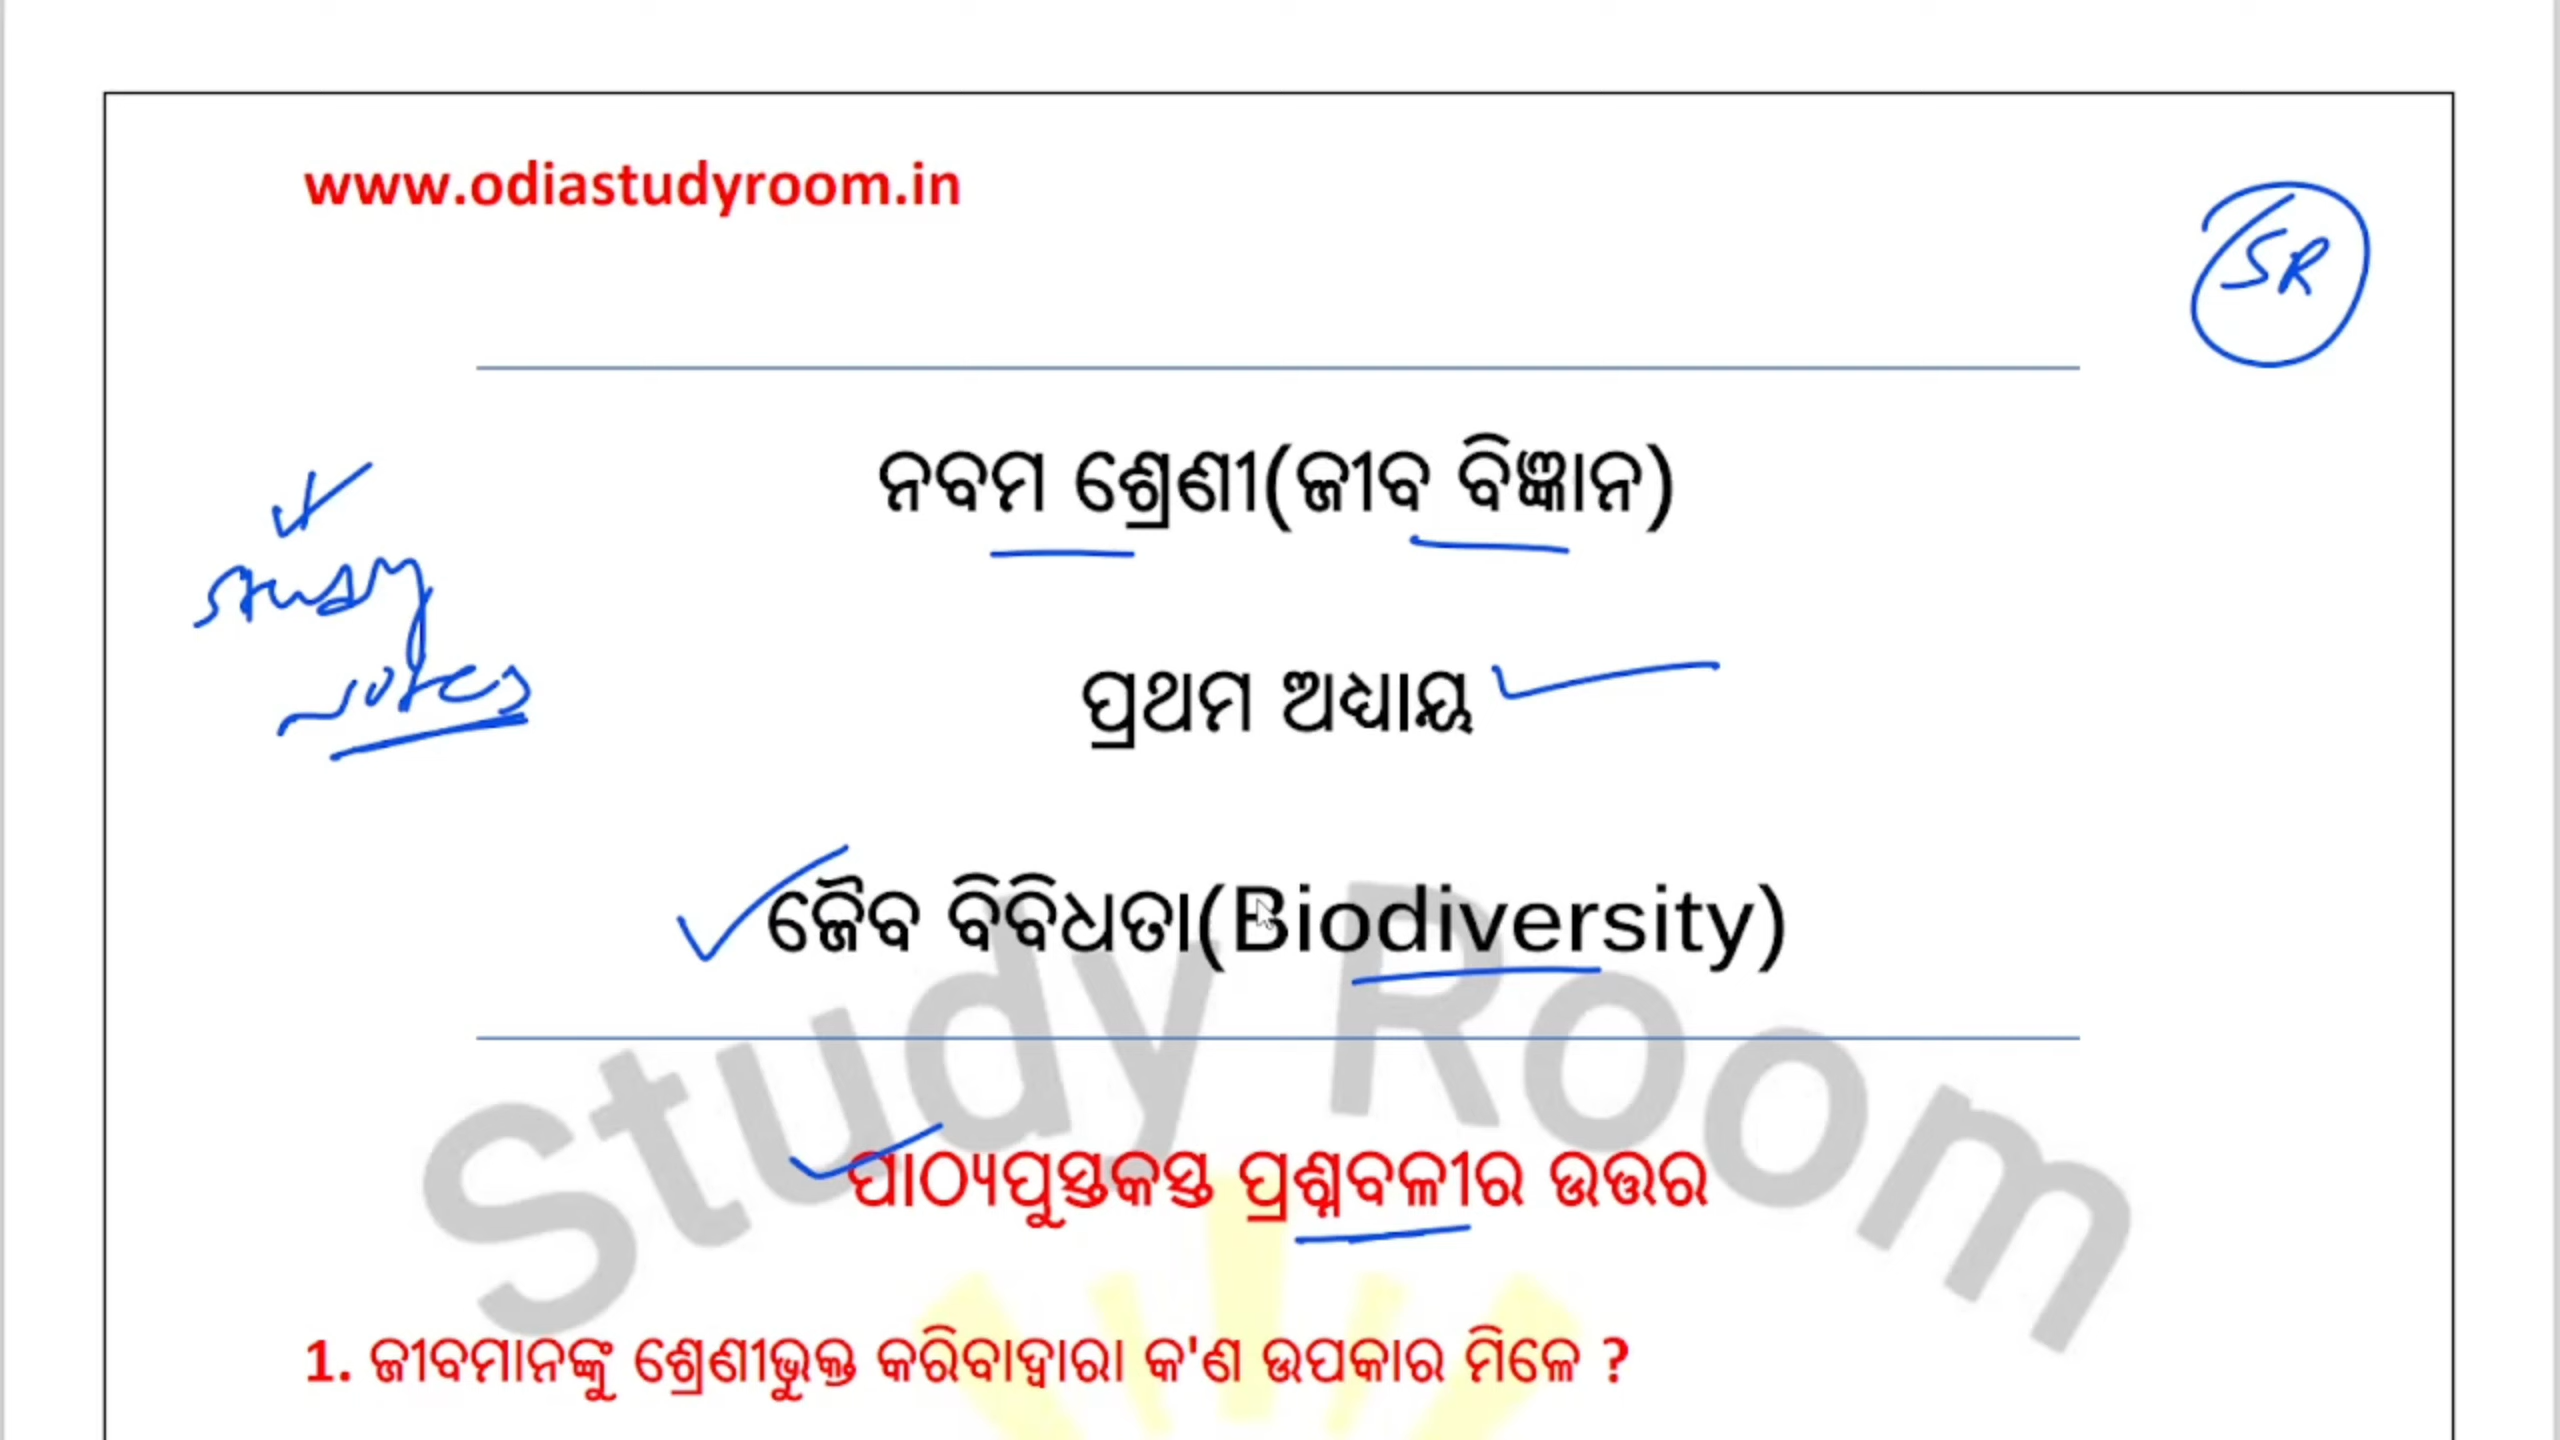 www.odiastudyroom.in
SR
ନବମ ଶ୍ରେଣୀ(ଜୀବ ବିଜ୍ଞାନ)
study
notes
ପ୍ରଥମ ଅଧ୍ୟାୟ
ଜୈବ ବିବିଧତା(Biodiversity)
Study Room
ପାଠ୍ୟପୁସ୍ତକସ୍ତ ପ୍ରଶ୍ନବଳୀର ଉତ୍ତର
1. ଜୀବମାନଙ୍କୁ ଶ୍ରେଣୀଭୁକ୍ତ କରିବାଦ୍ୱାରା କ'ଣ ଉପକାର ମିଳେ ?